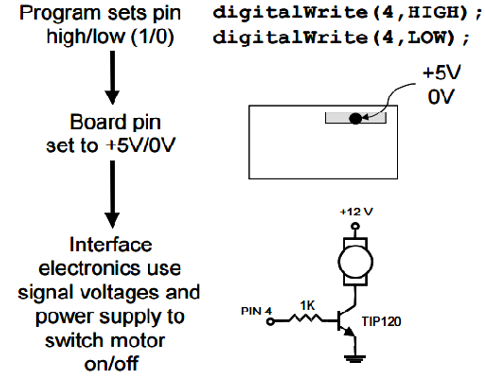 Program sets pin
high/low (1/0)
digitalWrite(4,HIGH);
digitalWrite(4,LOW);
+5V
0V
Board pin
set to +5V/0V
+12 V
Interface
electronics use
signal voltages and
power supply to
switch motor
on/off
PIN 4
1K
TIP120